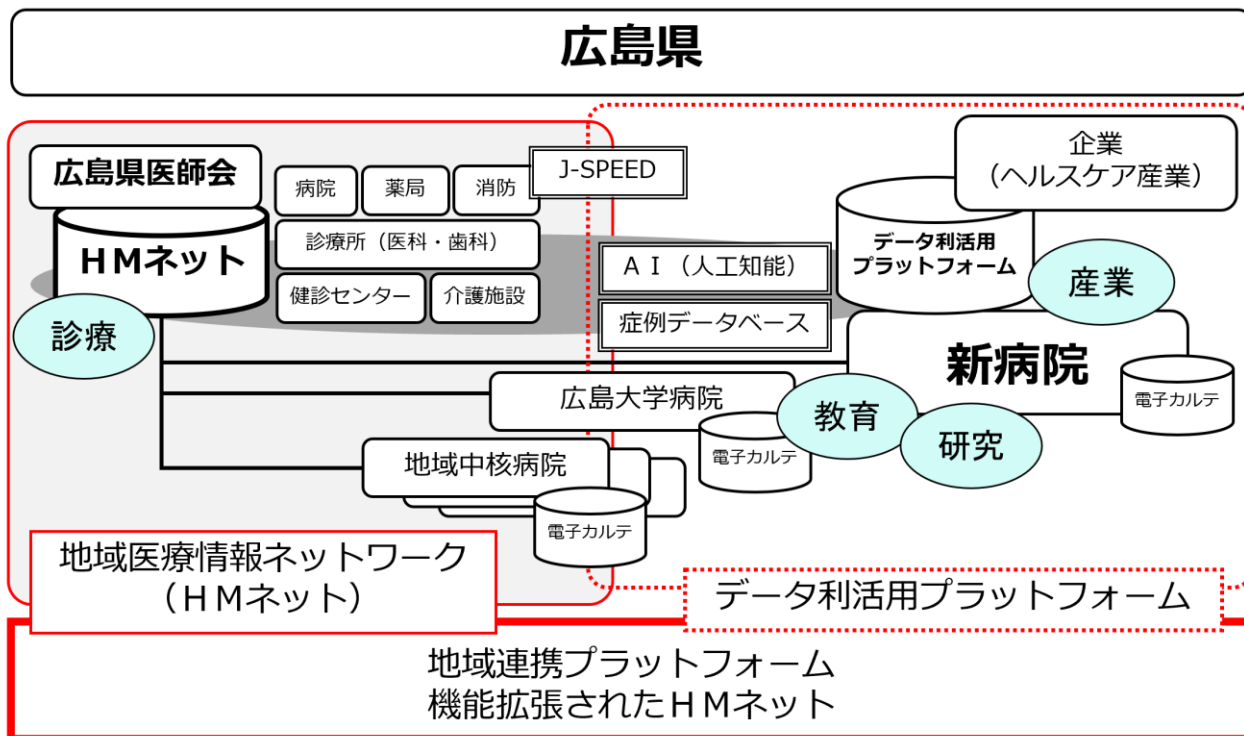 広島県
広島県医師会
HMネット
診療
病院
薬局
消防
診療所（医科・歯科）
健診センター
介護施設
J-SPEED
ＡＩ（人工知能）
症例データベース
企業
（ヘルスケア産業）
データ利活用
プラットフォーム
産業
新病院
電子カルテ
広島大学病院
電子カルテ
教育
研究
地域中核病院
電子カルテ
地域医療情報ネットワーク
（ＨＭネット）
データ利活用プラットフォーム
地域連携プラットフォーム
機能拡張されたＨＭネット